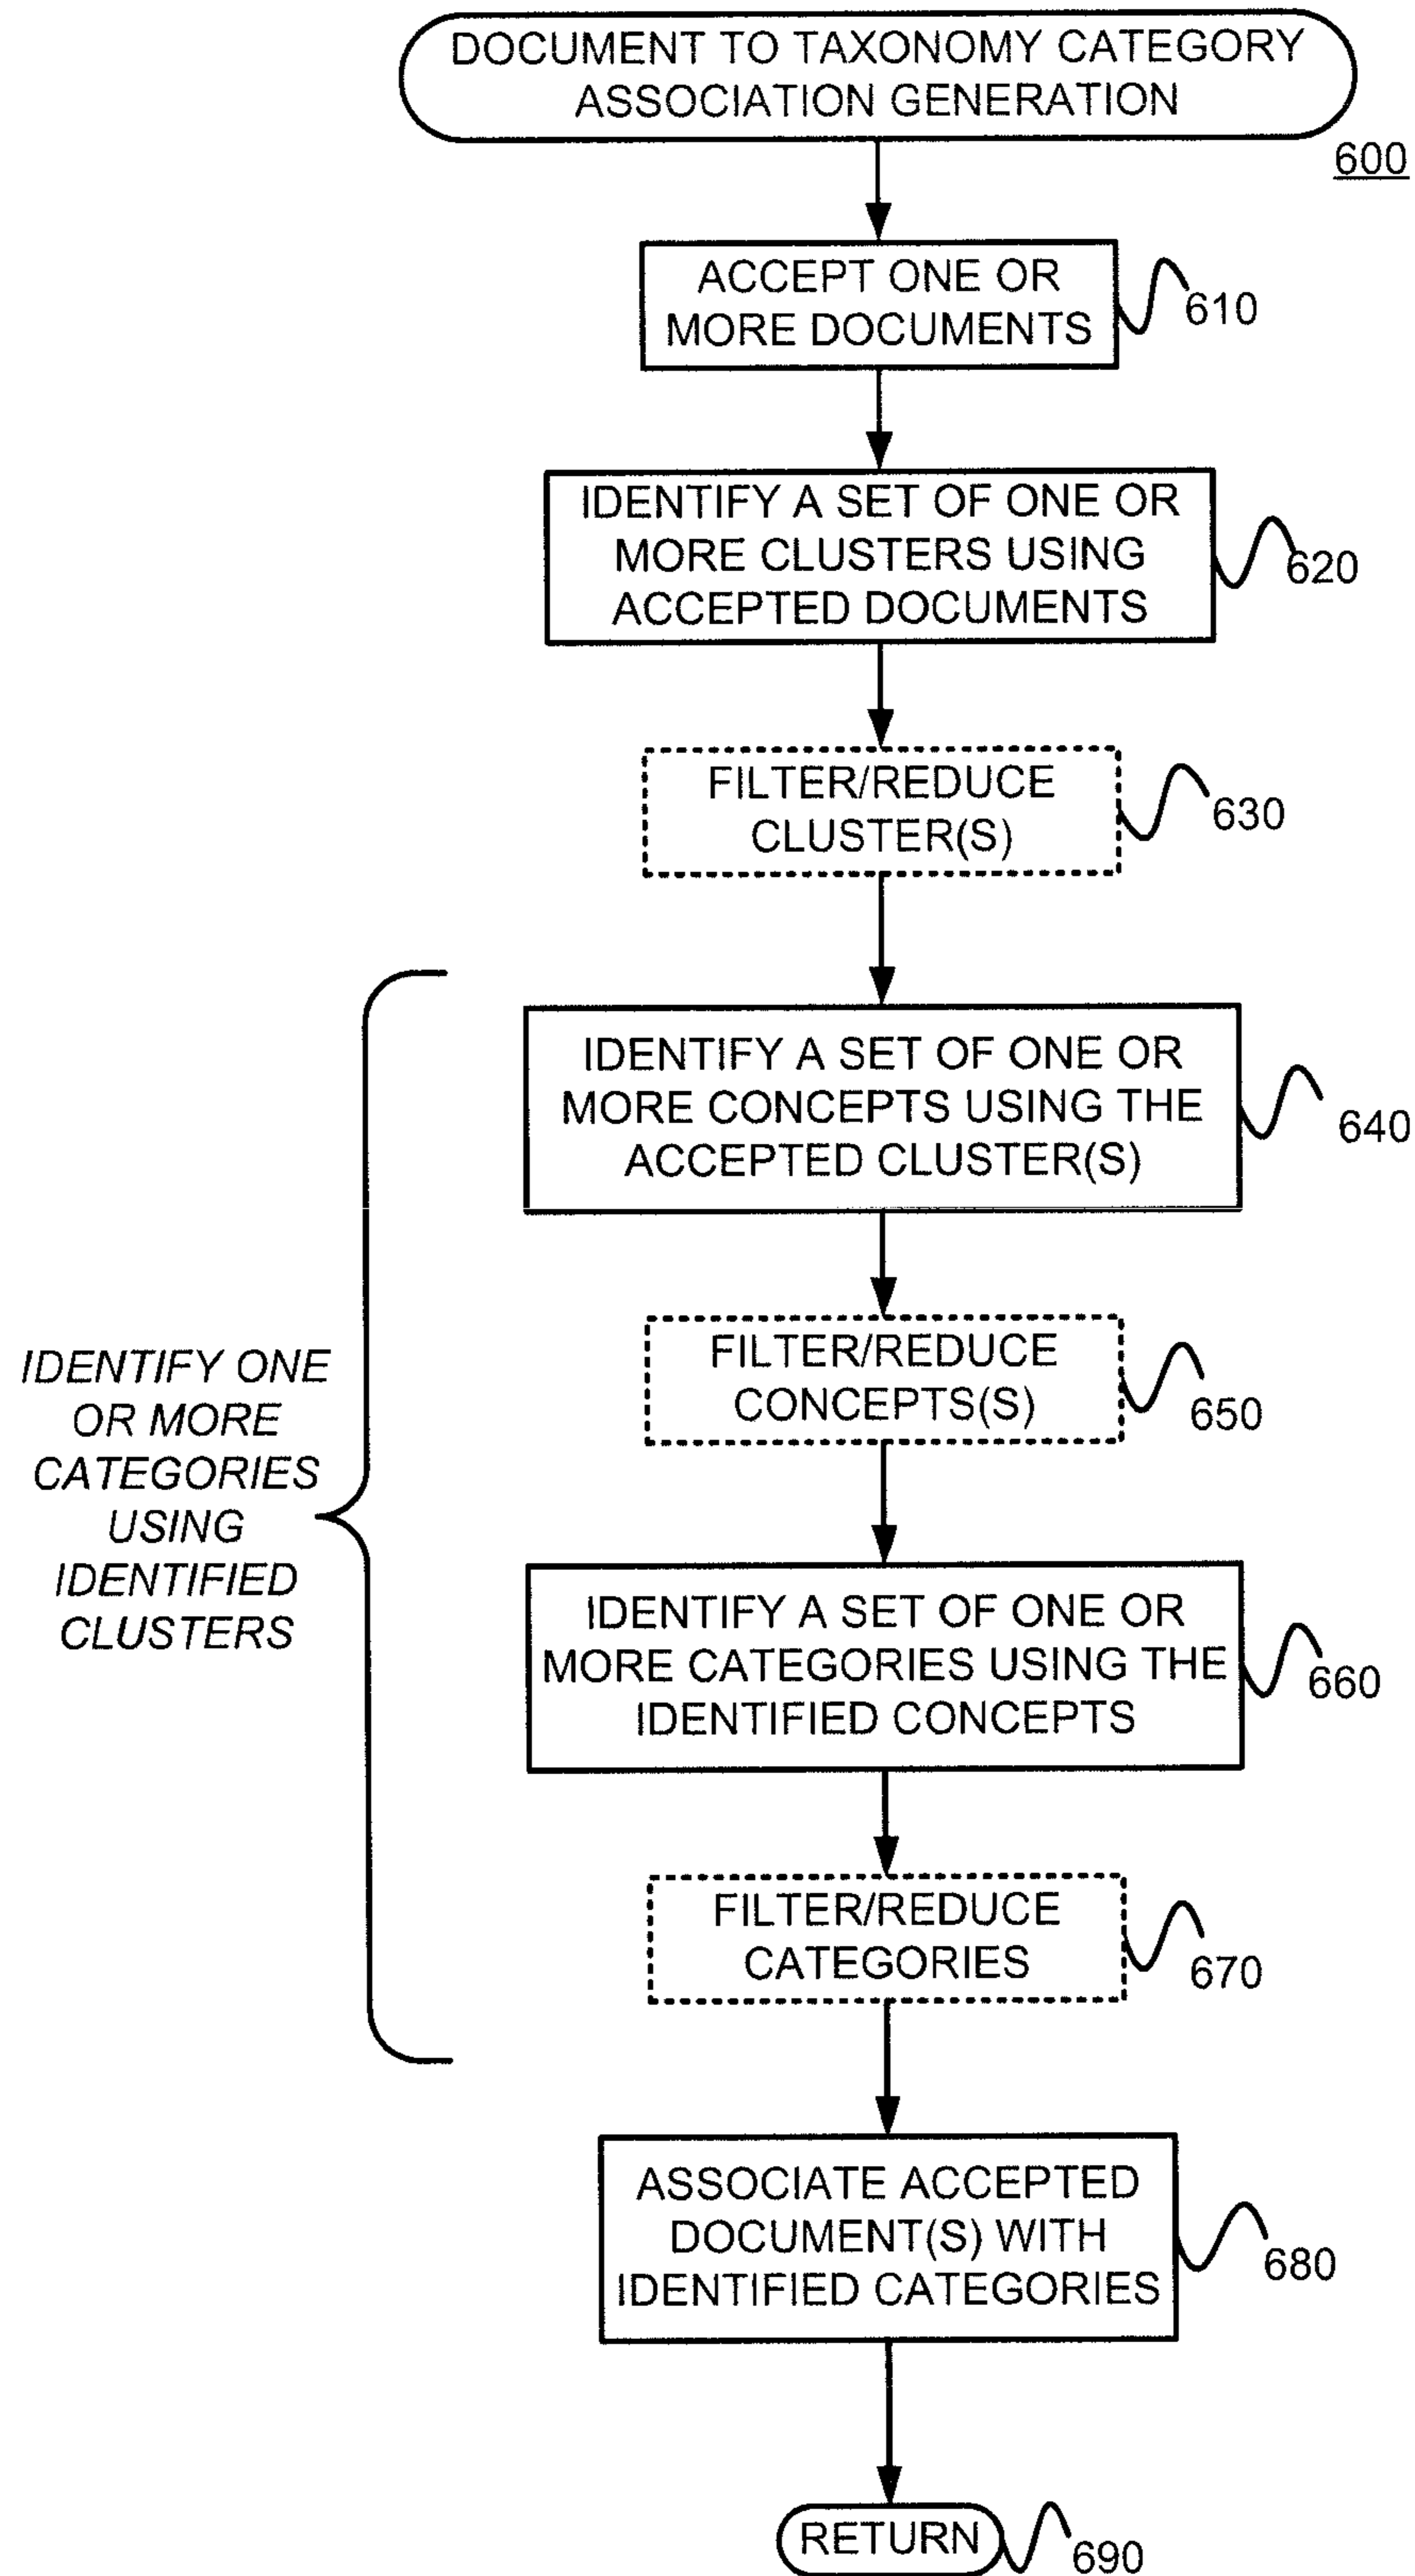 DOCUMENT TO TAXONOMY CATEGORY
ASSOCIATION GENERATION
600
ACCEPT ONE OR
MORE DOCUMENTS
610
IDENTIFY A SET OF ONE OR
MORE CLUSTERS USING
ACCEPTED DOCUMENTS
620
FILTER/REDUCE
CLUSTER(S)
630
IDENTIFY ONE
OR MORE
CATEGORIES
USING
IDENTIFIED
CLUSTERS
IDENTIFY A SET OF ONE OR
MORE CONCEPTS USING THE
ACCEPTED CLUSTER(S)
640
FILTER/REDUCE
CONCEPTS(S)
650
IDENTIFY A SET OF ONE OR
MORE CATEGORIES USING THE
IDENTIFIED CONCEPTS
660
FILTER/REDUCE
CATEGORIES
670
ASSOCIATE ACCEPTED
DOCUMENT(S) WITH
IDENTIFIED CATEGORIES
680
RETURN
690